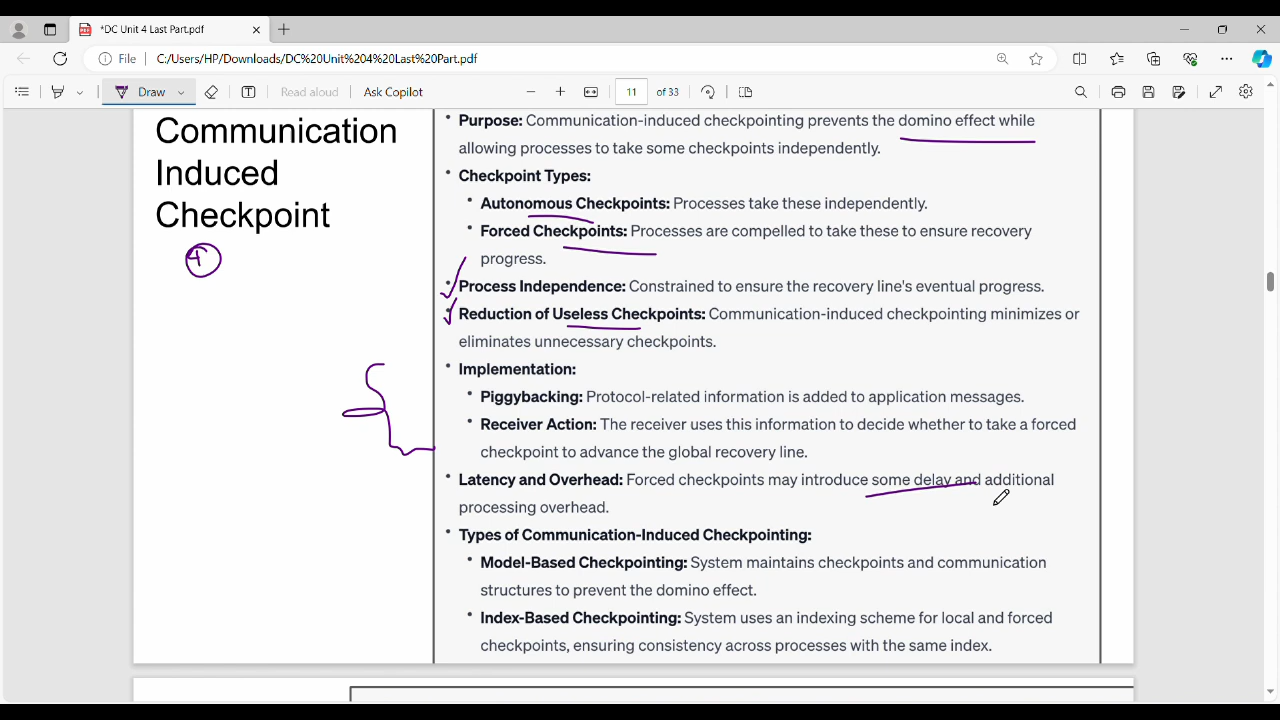 *DC Unit 4 Last Part.pdf
File
C:/Users/HP/Downloads/DC%20Unit%204%20Last%20Part.pdf
Draw
Read aloud
Ask Copilot
11
of 33
Communication
Induced
Checkpoint
4
• Purpose: Communication-induced checkpointing prevents the domino effect while
allowing processes to take some checkpoints independently.
• Checkpoint Types:
• Autonomous Checkpoints: Processes take these independently.
• Forced Checkpoints: Processes are compelled to take these to ensure recovery
progress.
• Process Independence: Constrained to ensure the recovery line's eventual progress.
• Reduction of Useless Checkpoints: Communication-induced checkpointing minimizes or
eliminates unnecessary checkpoints.
• Implementation:
• Piggybacking: Protocol-related information is added to application messages.
• Receiver Action: The receiver uses this information to decide whether to take a forced
checkpoint to advance the global recovery line.
• Latency and Overhead: Forced checkpoints may introduce some delay and additional
processing overhead.
• Types of Communication-Induced Checkpointing:
• Model-Based Checkpointing: System maintains checkpoints and communication
structures to prevent the domino effect.
• Index-Based Checkpointing: System uses an indexing scheme for local and forced
checkpoints, ensuring consistency across processes with the same index.